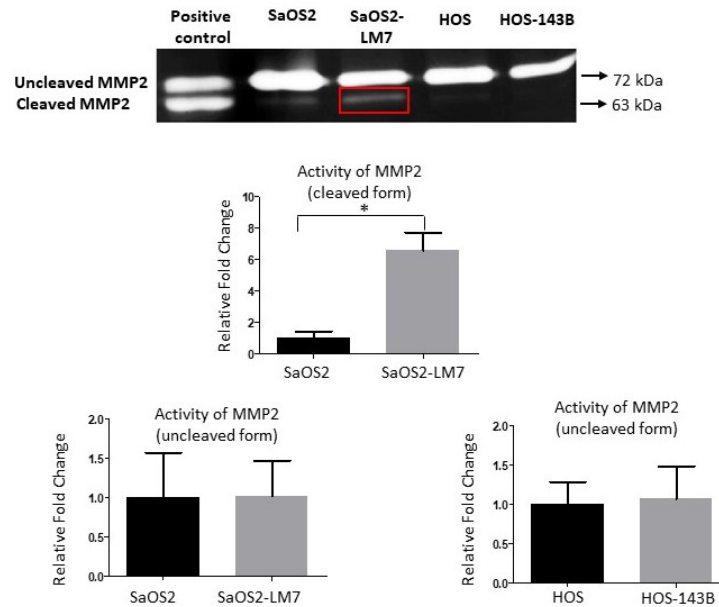 Positive control SaOS2 SaOS2-LM7 HOS HOS-143B
Uncleaved MMP2 72 kDa
Cleaved MMP2 63 kDa
Activity of MMP2
(cleaved form)
*
Relative Fold Change
10
8
6
4
2
0
SaOS2 SaOS2-LM7
Activity of MMP2
(uncleaved form)
Relative Fold Change
2.0
1.5
1.0
0.5
0.0
SaOS2 SaOS2-LM7
Activity of MMP2
(uncleaved form)
Relative Fold Change
2.0
1.5
1.0
0.5
0.0
HOS HOS-143B